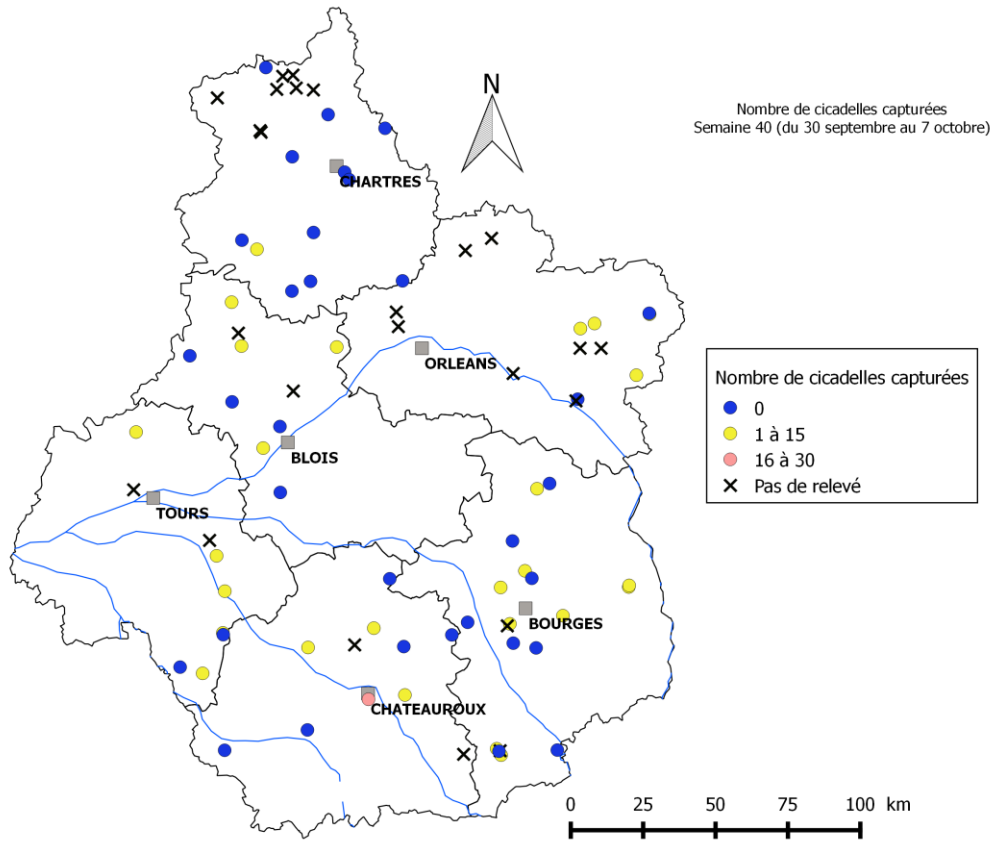 N
Nombre de cicadelles capturées
Semaine 40 (du 30 septembre au 7 octobre)
CHARTRES
ORLEANS
BLOIS
TOURS
BOURGES
CHATEAUROUX
Nombre de cicadelles capturées
0
1 à 15
16 à 30
Pas de relevé
0 25 50 75 100 km